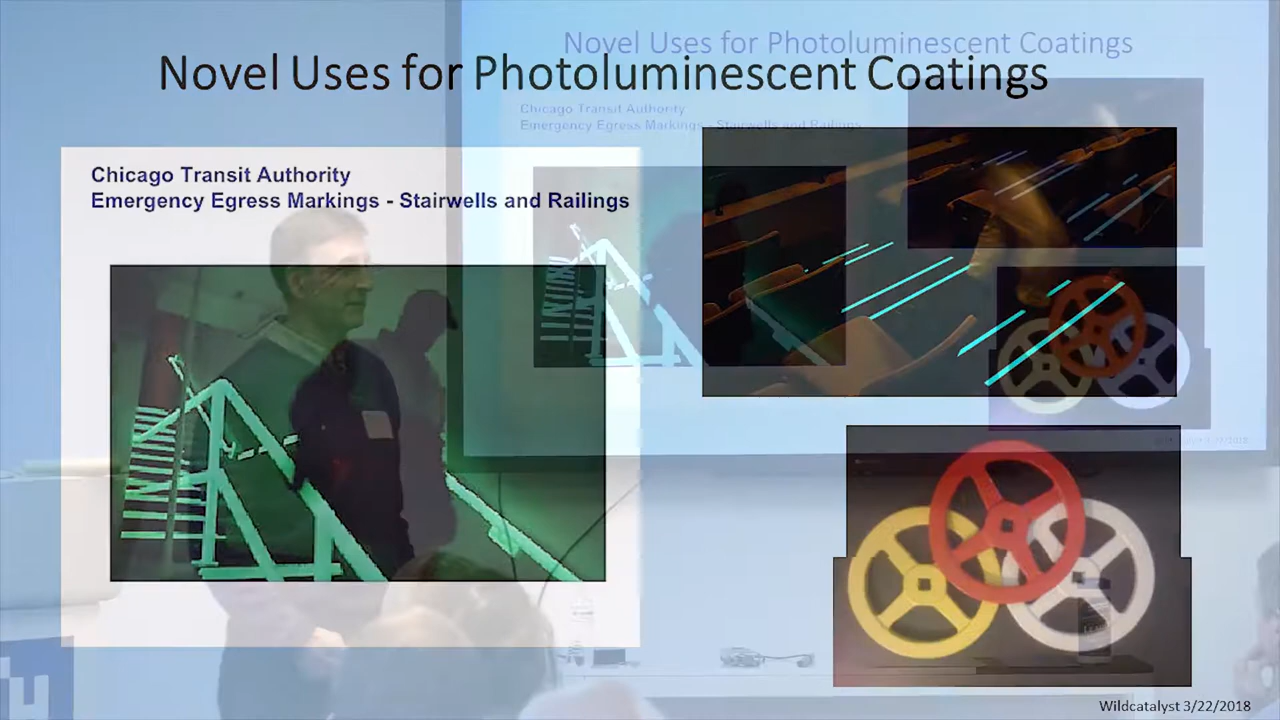 Novel Uses for Photoluminescent Coatings
Novel Uses for Photoluminescent Coatings
Chicago Transit Authority
Emergency Egress Markings - Stairwells and Railings
Chicago Transit Authority
Emergency Egress Markings - Stairwells and Railings
Wildcatalyst 3/22/2018